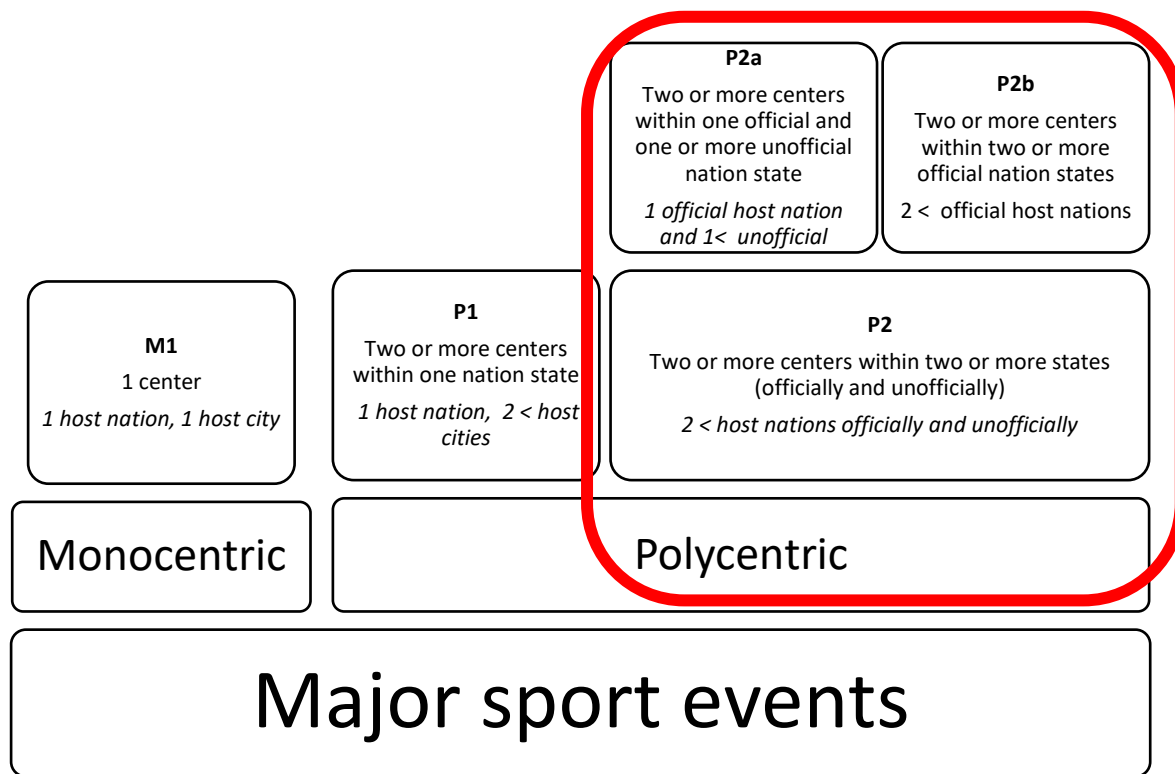 P2a
Two or more centers
within one official and
one or more unofficial
nation state
1 official host nation
and 1<  unofficial
P2b
Two or more centers
within two or more
official nation states
2 <  official host nations
M1
1 center
1 host nation, 1 host city
P1
Two or more centers
within one nation state
1 host nation,  2 < host
cities
P2
Two or more centers within two or more states
(officially and unofficially)
2 < host nations officially and unofficially
Monocentric
Polycentric
Major sport events